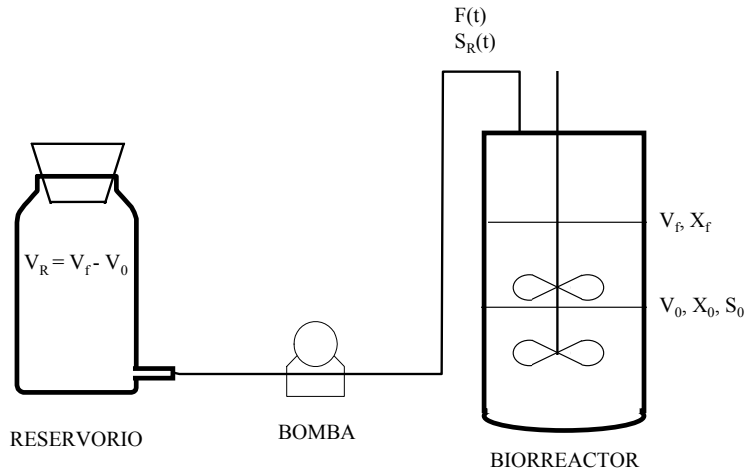 F(t)
S_R(t)
V_R = V_f - V_0
V_f, X_f
V_0, X_0, S_0
RESERVORIO
BOMBA
BIORREACTOR